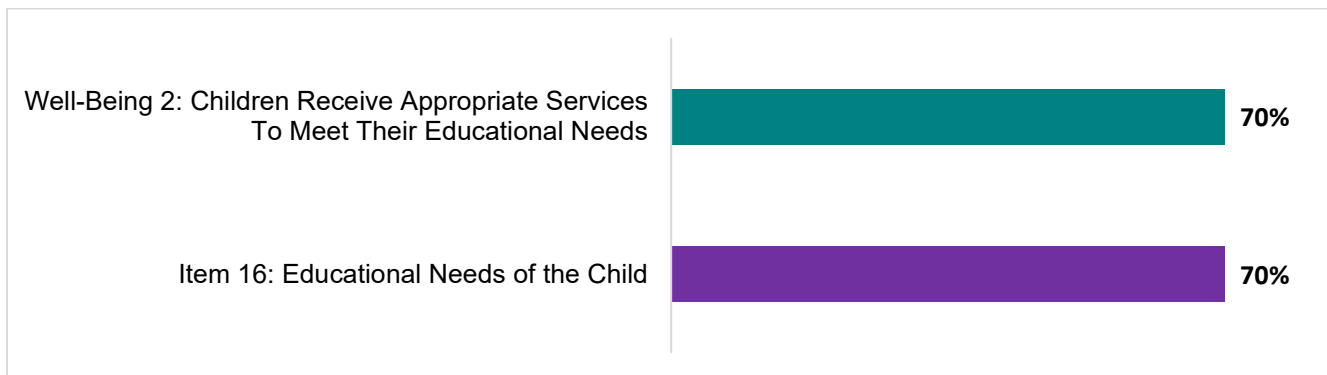 Well-Being 2: Children Receive Appropriate Services
To Meet Their Educational Needs
70%
Item 16: Educational Needs of the Child
70%